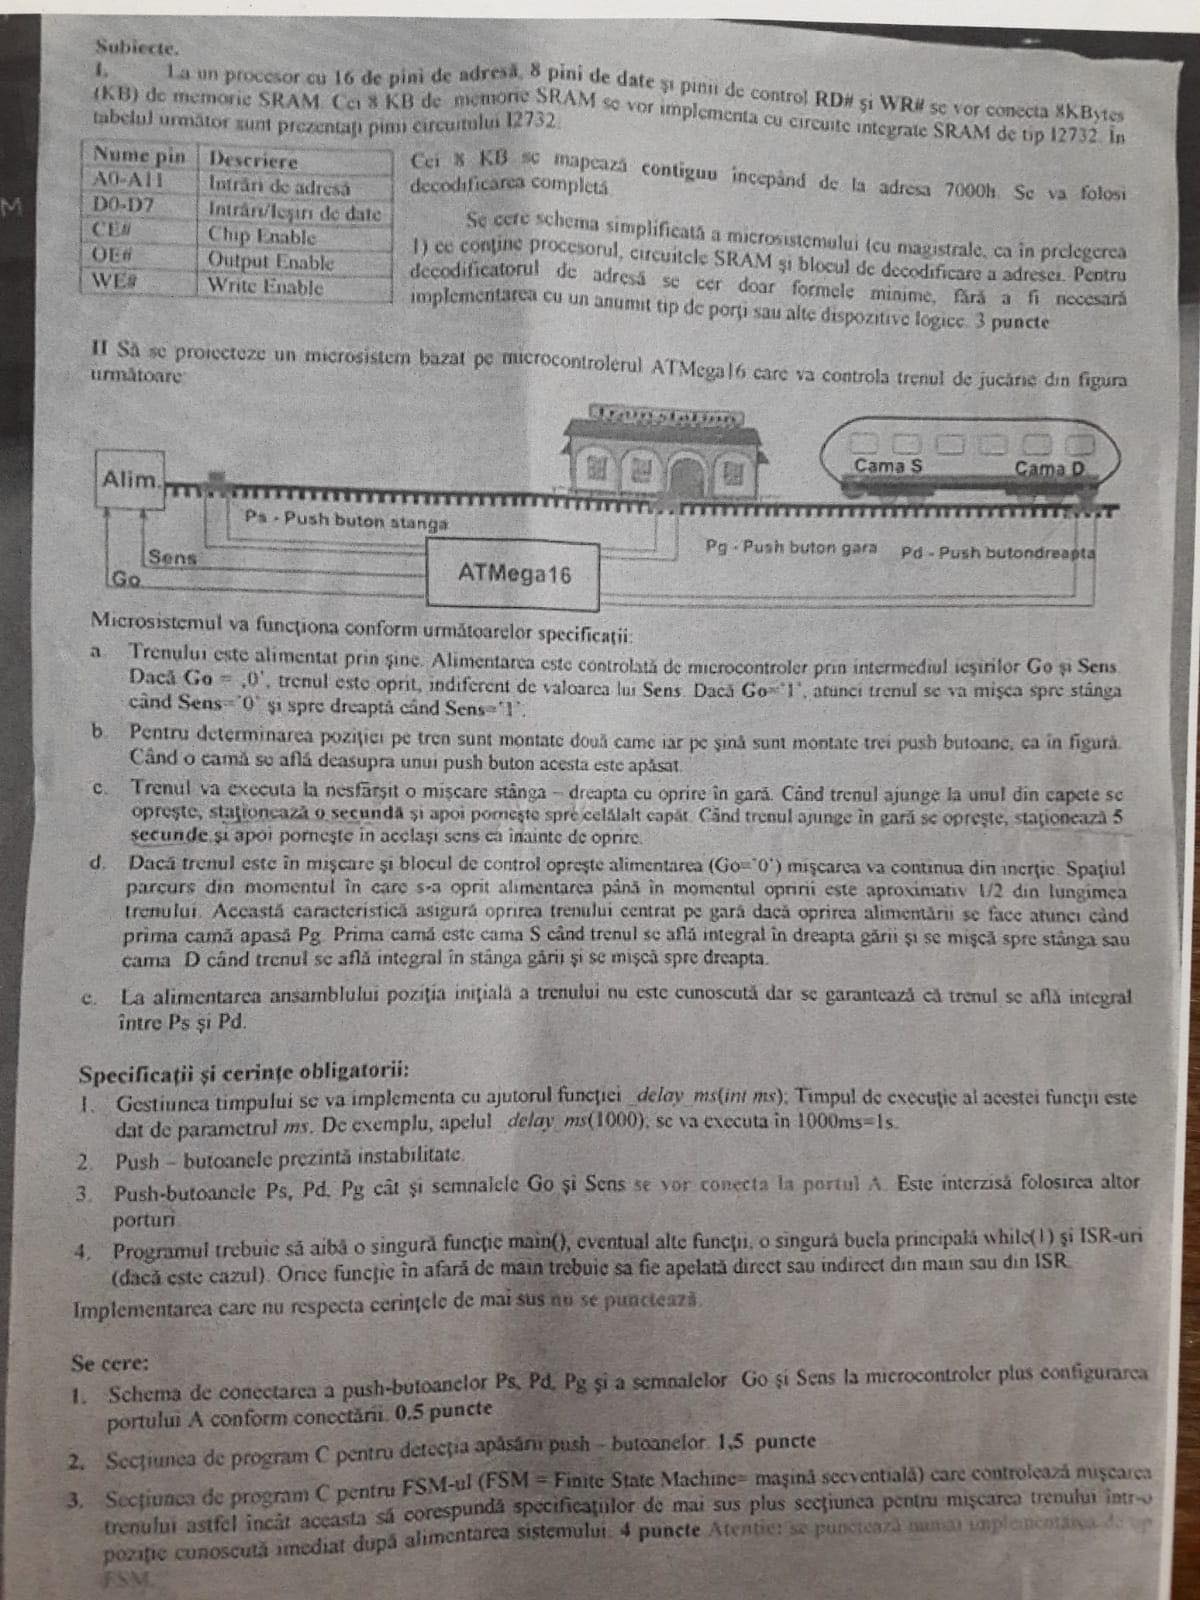 M
Subiecte.
I. La un procesor cu 16 de pini de adresă, 8 pini de date şi pinii de control RD# şi WR# se vor conecta 8KBytes
(KB) de memorie SRAM. Cei 8 KB de memorie SRAM se vor implementa cu circuite integrate SRAM de tip 12732. În
tabelul următor sunt prezentaţi pinii circuitului 12732.
Nume pin Descriere
A0-A11 Intrări de adresă
D0-D7 Intrări/Ieşiri de date
CE# Chip Enable
OE# Output Enable
WE# Write Enable
Cei 8 KB se mapează contiguu începând de la adresa 7000h. Se va folosi
decodificarea completă.
Se cere schema simplificată a microsistemului (cu magistrale, ca în prelegerea
1) ce conţine procesorul, circuitele SRAM şi blocul de decodificare a adresei. Pentru
decodificatorul de adresă se cer doar formele minime, fără a fi necesară
implementarea cu un anumit tip de porţi sau alte dispozitive logice. 3 puncte
II Să se proiecteze un microsistem bazat pe microcontrolerul ATMega16 care va controla trenul de jucărie din figura
următoare:
Trainstation
Cama S Cama D
Alim.
Ps - Push buton stanga
Pg - Push buton gara Pd - Push butondreapta
Sens
ATMega16
Go
Microsistemul va funcţiona conform următoarelor specificaţii:
a. Trenului este alimentat prin şine. Alimentarea este controlată de microcontroler prin intermediul ieşirilor Go şi Sens.
Dacă Go = ,0', trenul este oprit, indiferent de valoarea lui Sens. Dacă Go='1', atunci trenul se va mişca spre stânga
când Sens='0' şi spre dreaptă când Sens='1'.
b. Pentru determinarea poziţiei pe tren sunt montate două came iar pe şină sunt montate trei push butoane, ca în figură.
Când o camă se află deasupra unui push buton acesta este apăsat.
c. Trenul va executa la nesfârşit o mişcare stânga – dreapta cu oprire în gară. Când trenul ajunge la unul din capete se
opreşte, staţionează o secundă şi apoi porneşte spre celălalt capăt. Când trenul ajunge în gară se opreşte, staţionează 5
secunde şi apoi porneşte în acelaşi sens ca înainte de oprire.
d. Dacă trenul este în mişcare şi blocul de control opreşte alimentarea (Go='0') mişcarea va continua din inerţie. Spaţiul
parcurs din momentul în care s-a oprit alimentarea până în momentul opririi este aproximativ 1/2 din lungimea
trenului. Această caracteristică asigură oprirea trenului centrat pe gară dacă oprirea alimentării se face atunci când
prima camă apasă Pg. Prima camă este cama S când trenul se află integral în dreapta gării şi se mişcă spre stânga sau
cama D când trenul se află integral în stânga gării şi se mişcă spre dreapta.
e. La alimentarea ansamblului poziţia iniţială a trenului nu este cunoscută dar se garantează că trenul se află integral
între Ps şi Pd.
Specificaţii şi cerinţe obligatorii:
1. Gestiunea timpului se va implementa cu ajutorul funcţiei _delay_ms(int ms); Timpul de execuţie al acestei funcţii este
dat de parametrul ms. De exemplu, apelul _delay_ms(1000); se va executa în 1000ms=1s.
2. Push – butoanele prezintă instabilitate.
3. Push-butoanele Ps, Pd, Pg cât şi semnalele Go şi Sens se vor conecta la portul A. Este interzisă folosirea altor
porturi.
4. Programul trebuie să aibă o singură funcţie main(), eventual alte funcţii, o singură bucla principală while(1) şi ISR-uri
(dacă este cazul). Orice funcţie în afară de main trebuie sa fie apelată direct sau indirect din main sau din ISR.
Implementarea care nu respecta cerinţele de mai sus nu se punctează.
Se cere:
1. Schema de conectarea a push-butoanelor Ps, Pd, Pg şi a semnalelor Go şi Sens la microcontroler plus configurarea
portului A conform conectării. 0.5 puncte
2. Secţiunea de program C pentru detecţia apăsării push – butoanelor. 1,5 puncte
3. Secţiunea de program C pentru FSM-ul (FSM = Finite State Machine= maşină secventială) care controlează mişcarea
trenului astfel încât aceasta să corespundă specificaţiilor de mai sus plus secţiunea pentru mişcarea trenului într-o
poziţie cunoscută imediat după alimentarea sistemului. 4 puncte Atenţie: se punctează numai implementarea de tip
FSM.